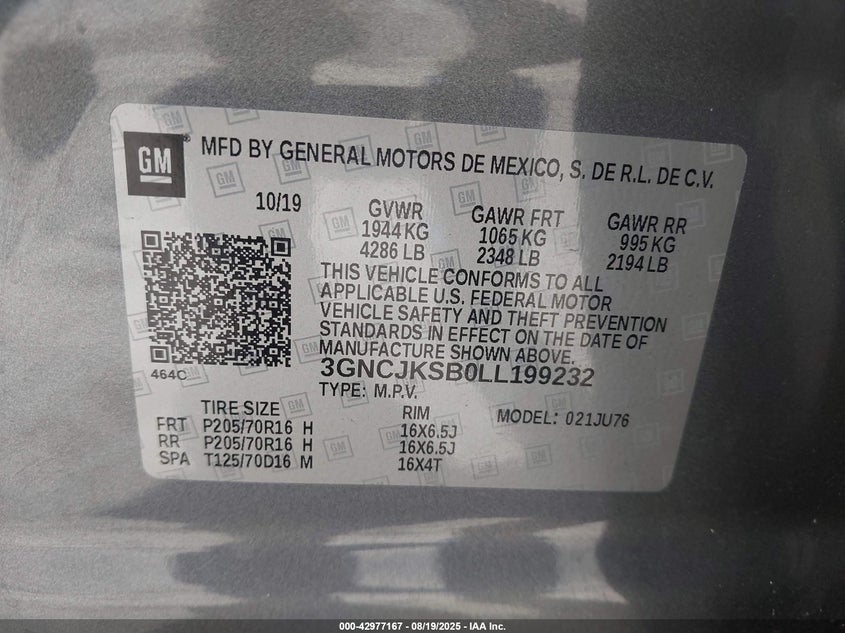 GM
MFD BY GENERAL MOTORS DE MEXICO, S. DE R.L. DE C.V.
10/19
GVWR GAWR FRT GAWR RR
1944 KG 1065 KG 995 KG
4286 LB 2348 LB 2194 LB
THIS VEHICLE CONFORMS TO ALL
APPLICABLE U.S. FEDERAL MOTOR
VEHICLE SAFETY AND THEFT PREVENTION
STANDARDS IN EFFECT ON THE DATE OF
MANUFACTURE SHOWN ABOVE.
3GNCJKSB0LL199232
464C
TYPE: M.P.V.
TIRE SIZE RIM MODEL: 021JU76
FRT P205/70R16 H 16X6.5J
RR P205/70R16 H 16X6.5J
SPA T125/70D16 M 16X4T
000-42977167 - 08/19/2025 - IAA Inc.